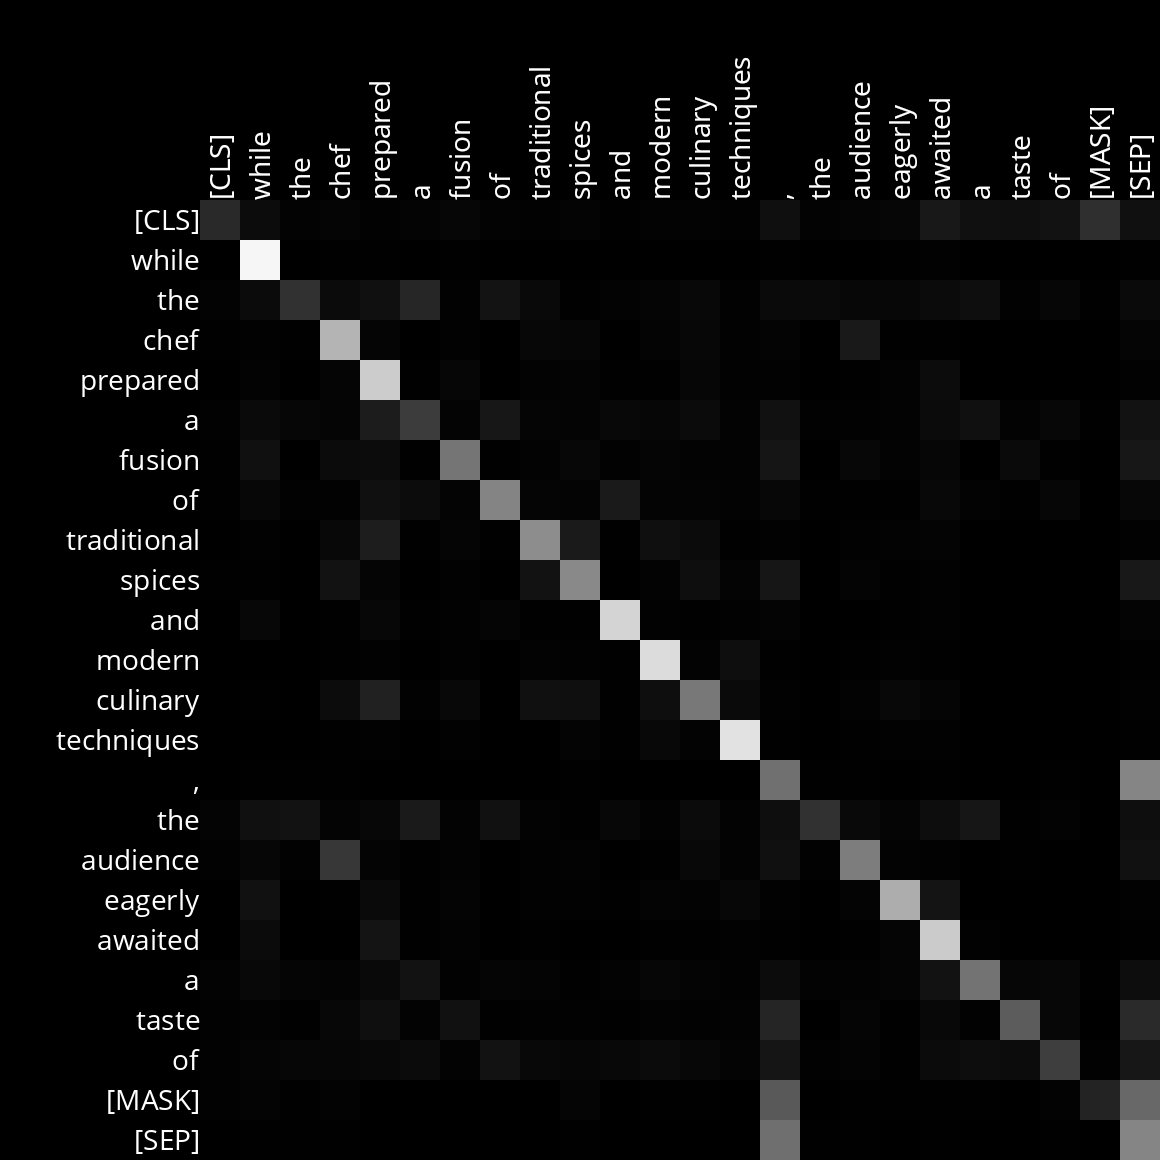 [CLS]
while
the
chef
prepared
a
fusion
of
traditional
spices
and
modern
culinary
techniques
,
the
audience
eagerly
awaited
a
taste
of
[MASK]
[SEP]
[CLS]
while
the
chef
prepared
a
fusion
of
traditional
spices
and
modern
culinary
techniques
,
the
audience
eagerly
awaited
a
taste
of
[MASK]
[SEP]